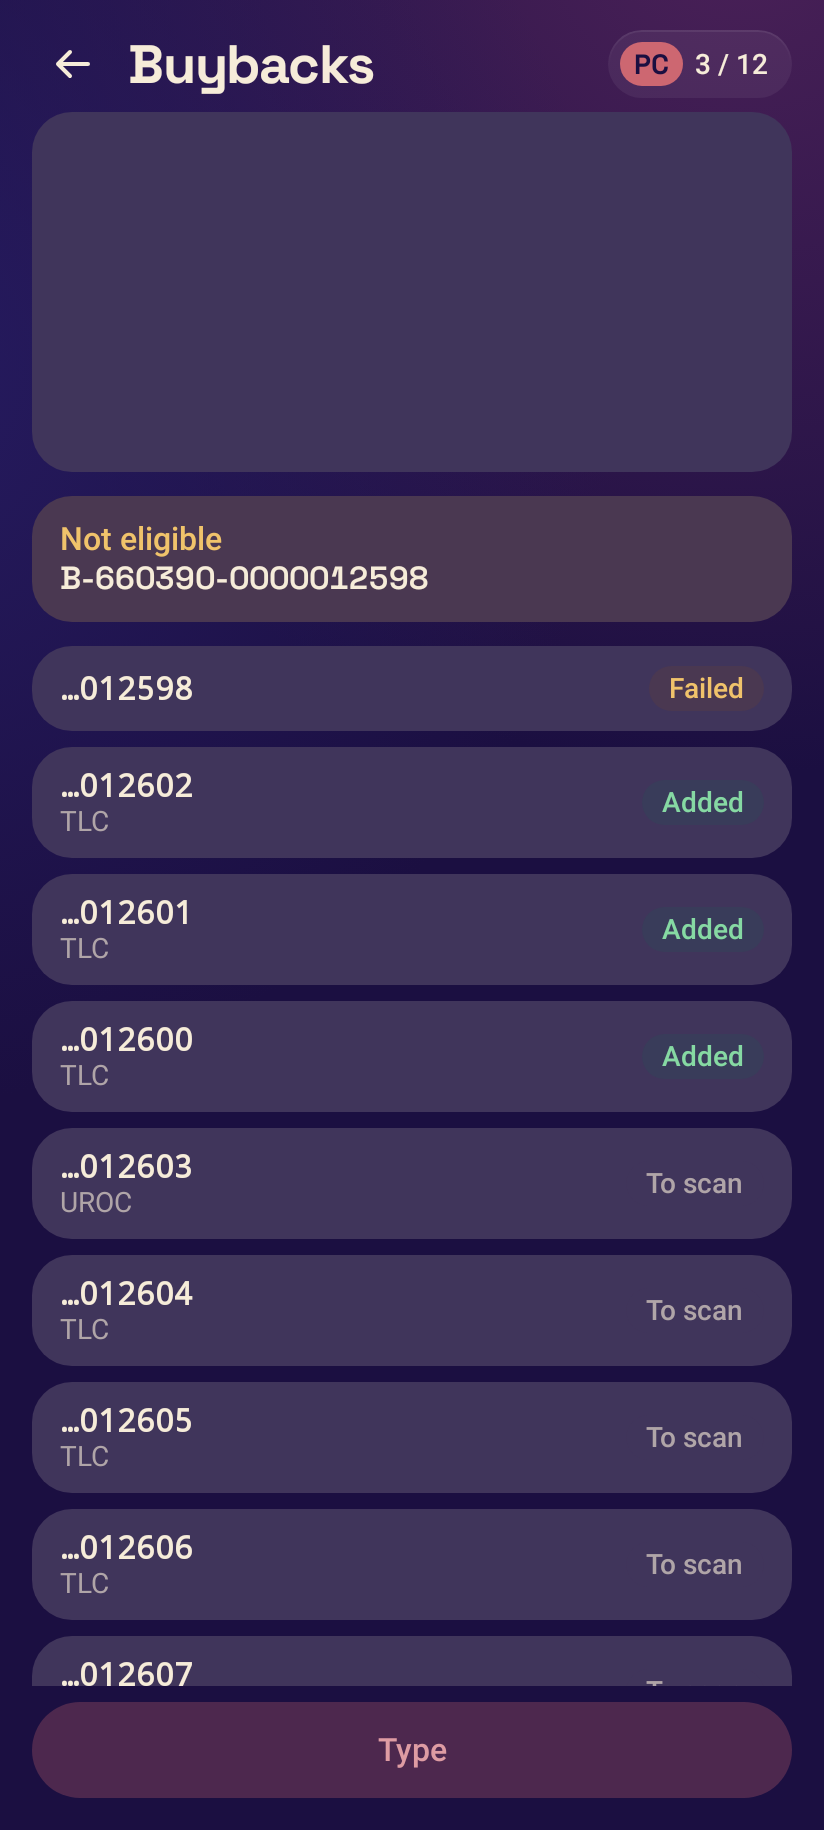 Buybacks
PC 3 / 12
Not eligible
B-660390-0000012598
...012598
Failed
...012602
TLC
Added
...012601
TLC
Added
...012600
TLC
Added
...012603
UROC
To scan
...012604
TLC
To scan
...012605
TLC
To scan
...012606
TLC
To scan
...012607
Type